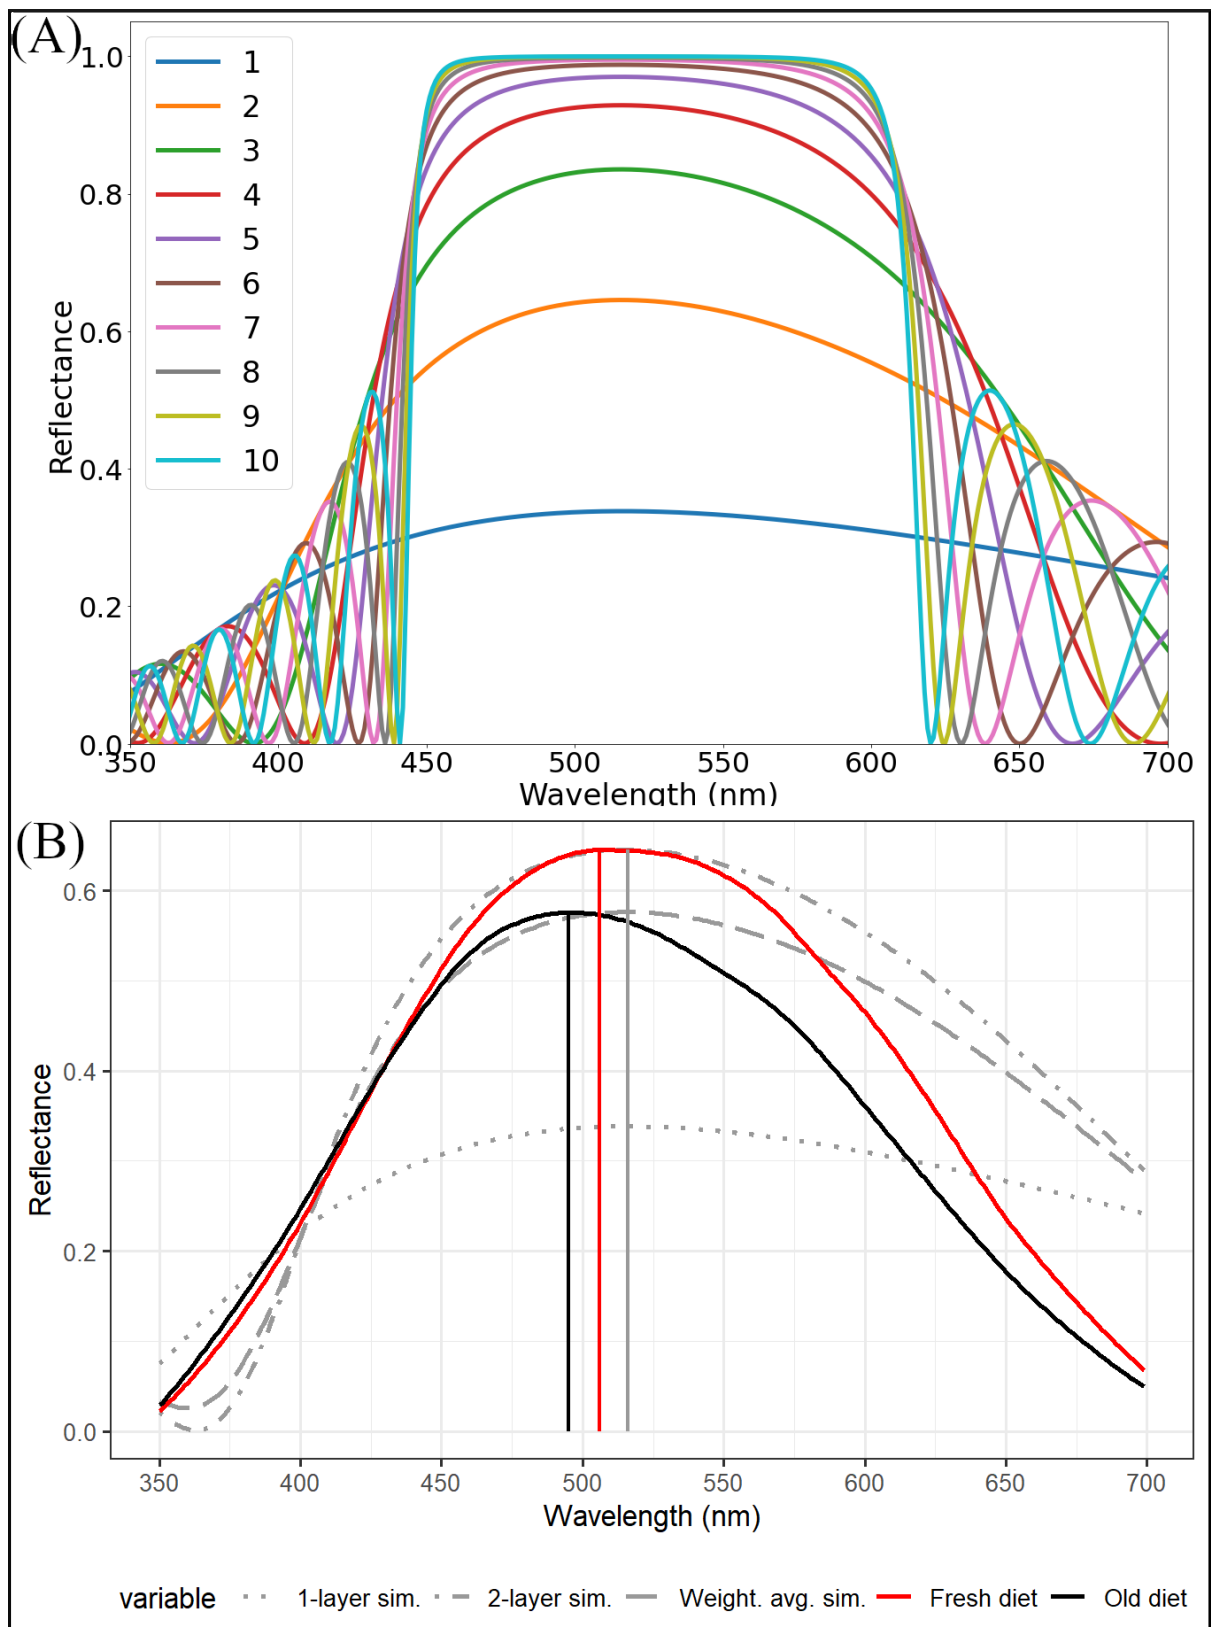 (A)
1.0
0.8
0.6
0.4
0.2
0.0
Reflectance
1
2
3
4
5
6
7
8
9
10
350 400 450 500 550 600 650 700
Wavelength (nm)
(B)
0.6
0.4
0.2
0.0
Reflectance
350 400 450 500 550 600 650 700
Wavelength (nm)
variable 1-layer sim. 2-layer sim. Weight. avg. sim. Fresh diet Old diet